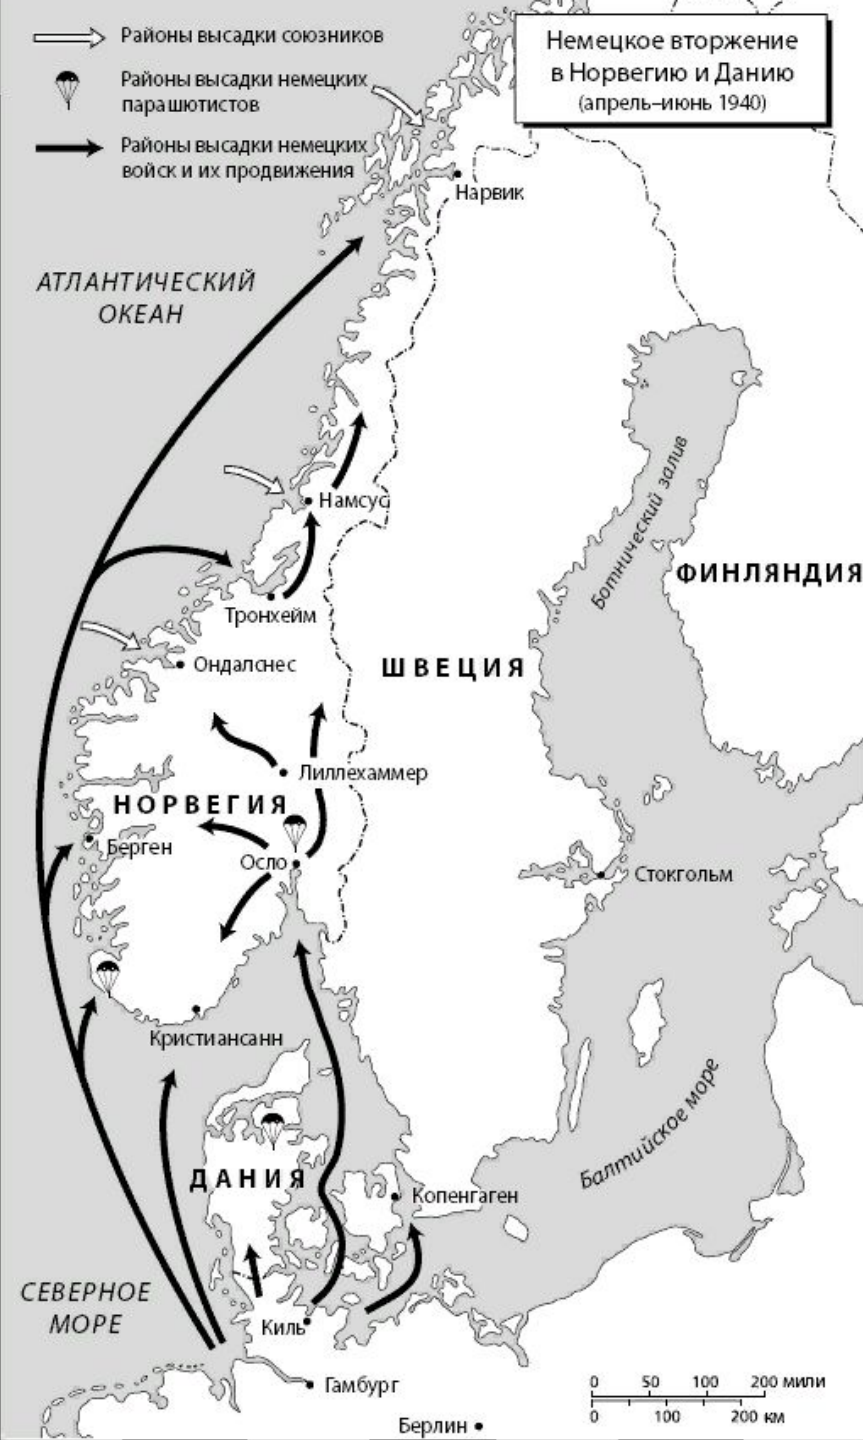 Районы высадки союзников
Районы высадки немецких
парашютистов
Районы высадки немецких
войск и их продвижения
Немецкое вторжение
в Норвегию и Данию
(апрель–июнь 1940)
Нарвик
АТЛАНТИЧЕСКИЙ
ОКЕАН
Намсус
Ботнический залив
ФИНЛЯНДИЯ
Тронхейм
Ондалснес
ШВЕЦИЯ
Лиллехаммер
НОРВЕГИЯ
Берген
Осло
Стокгольм
Кристиансанн
Балтийское море
ДАНИЯ
Копенгаген
СЕВЕРНОЕ
МОРЕ
Киль
Гамбург
Берлин
0 50 100 200 мили
0 100 200 км